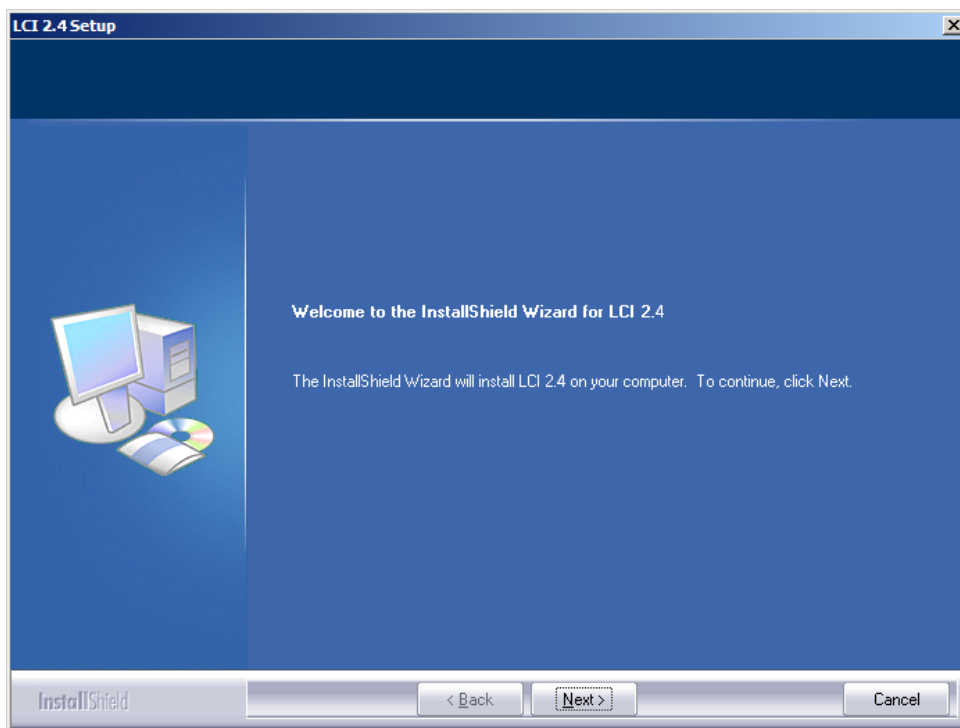 LCI 2.4 Setup
Welcome to the InstallShield Wizard for LCI 2.4
The InstallShield Wizard will install LCI 2.4 on your computer. To continue, click Next.
InstallShield
< Back
Next >
Cancel